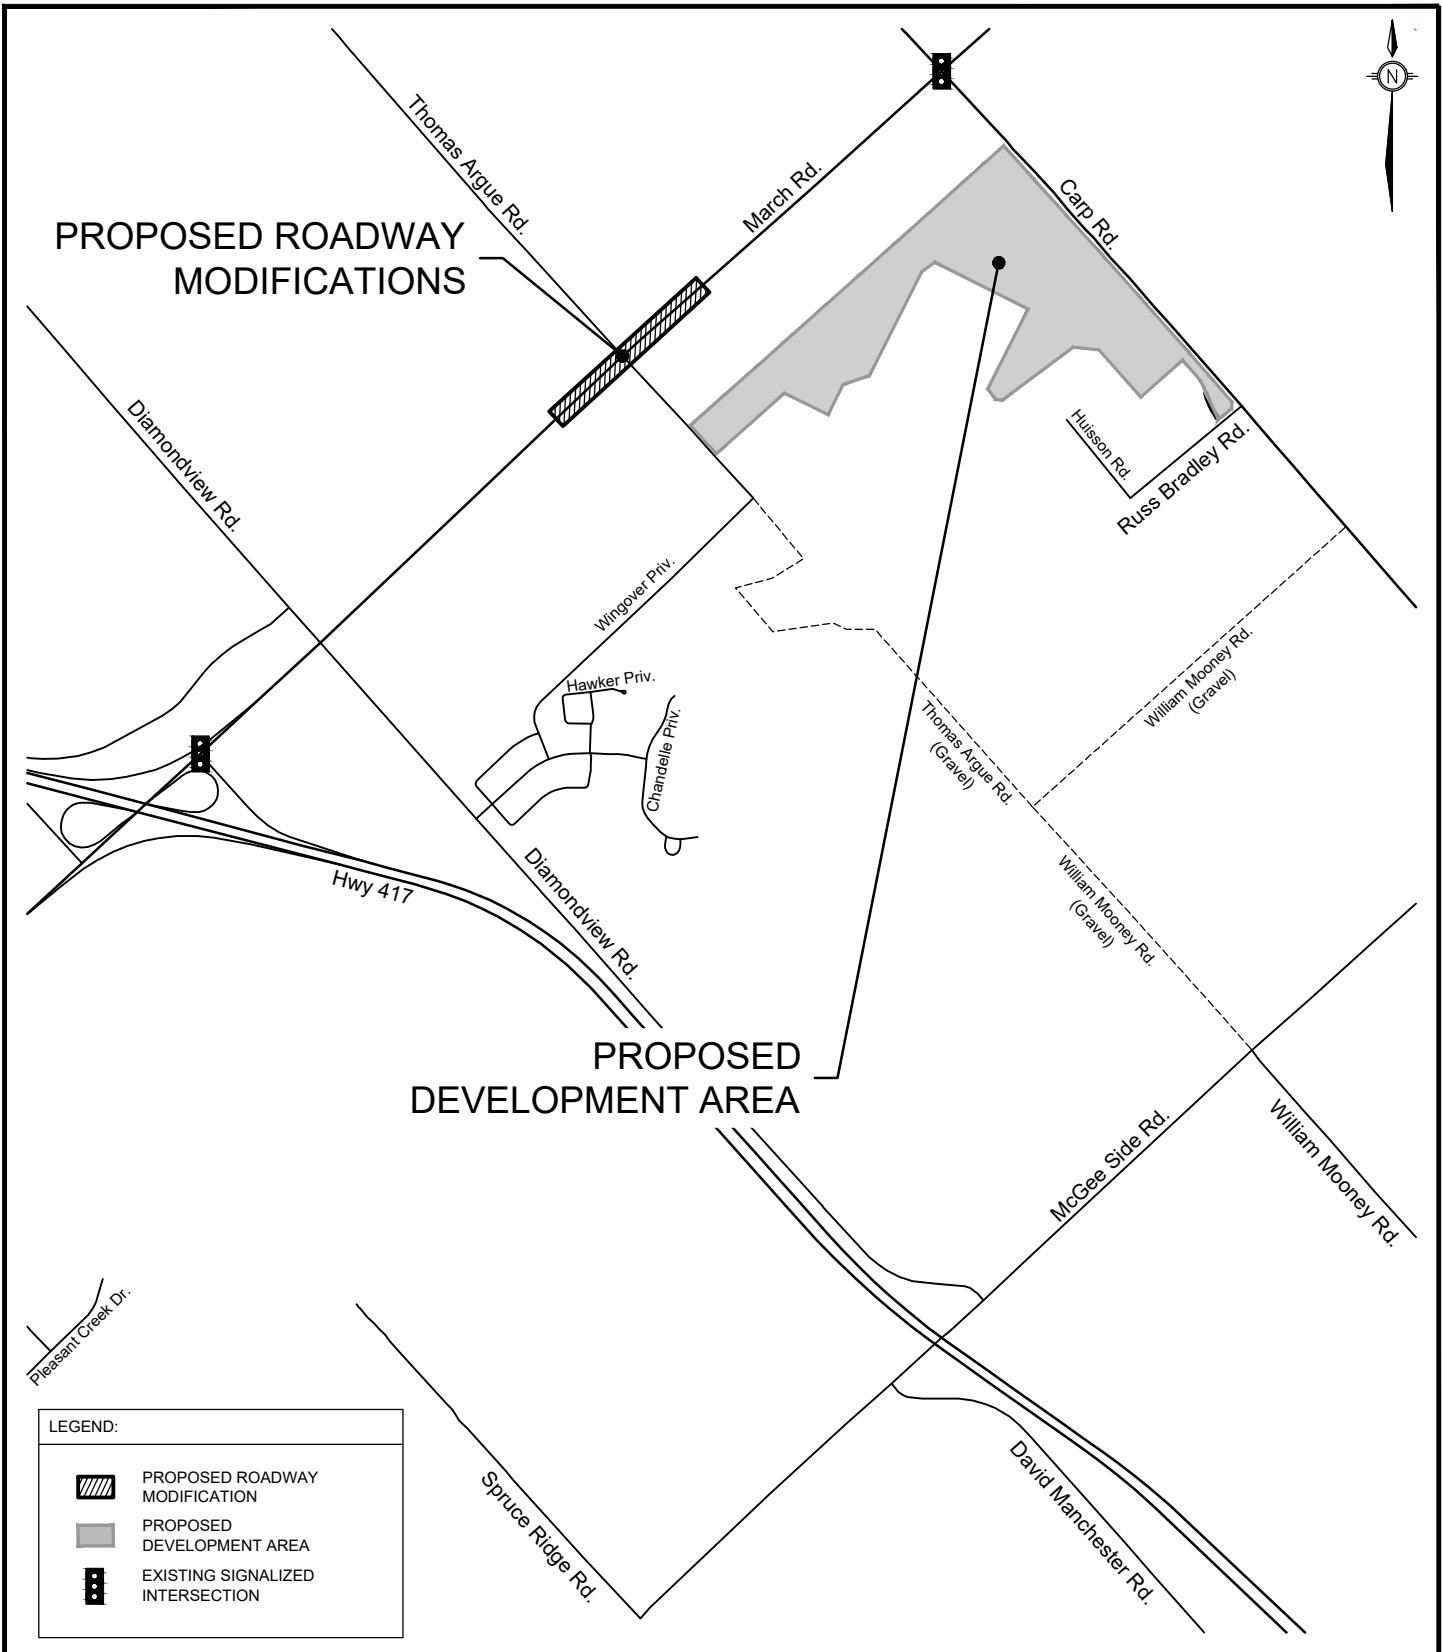 N
Thomas Argue Rd.
March Rd.
Carp Rd.
PROPOSED ROADWAY
MODIFICATIONS
Diamondview Rd.
Huisson Rd.
Russ Bradley Rd.
Wingover Priv.
Hawker Priv.
Chandelle Priv.
William Mooney Rd.
(Gravel)
Thomas Argue Rd.
(Gravel)
William Mooney Rd.
(Gravel)
Hwy 417
Diamondview Rd.
PROPOSED
DEVELOPMENT AREA
McGee Side Rd.
William Mooney Rd.
Pleasant Creek Dr.
Spruce Ridge Rd.
David Manchester Rd.
LEGEND:
PROPOSED ROADWAY
MODIFICATION
PROPOSED
DEVELOPMENT AREA
EXISTING SIGNALIZED
INTERSECTION